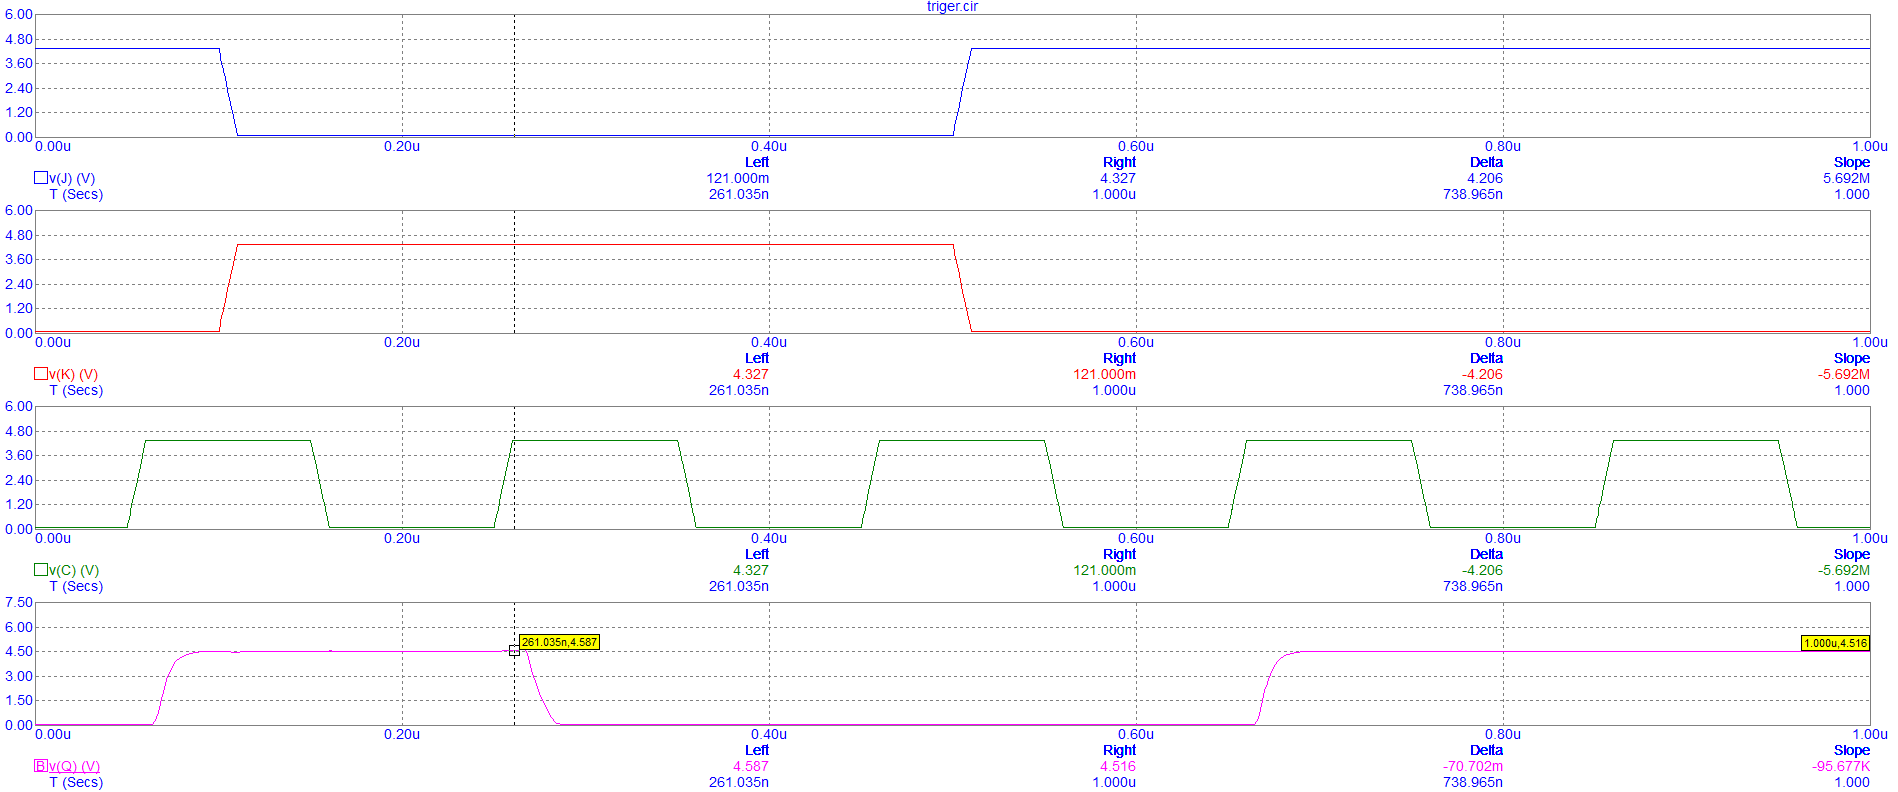 triger.cir
6.00
4.80
3.60
2.40
1.20
0.00
0.00u 0.20u 0.40u 0.60u 0.80u 1.00u
Left Right Delta Slope
v(J) (V) 121.000m 4.327 4.206 5.692M
T (Secs) 261.035n 1.000u 738.965n 1.000
6.00
4.80
3.60
2.40
1.20
0.00
0.00u 0.20u 0.40u 0.60u 0.80u 1.00u
Left Right Delta Slope
v(K) (V) 4.327 121.000m -4.206 -5.692M
T (Secs) 261.035n 1.000u 738.965n 1.000
6.00
4.80
3.60
2.40
1.20
0.00
0.00u 0.20u 0.40u 0.60u 0.80u 1.00u
Left Right Delta Slope
v(C) (V) 4.327 121.000m -4.206 -5.692M
T (Secs) 261.035n 1.000u 738.965n 1.000
7.50
6.00
261.035n,4.587 1.000u,4.516
4.50
3.00
1.50
0.00
0.00u 0.20u 0.40u 0.60u 0.80u 1.00u
Left Right Delta Slope
B v(Q) (V) 4.587 4.516 -70.702m -95.677K
T (Secs) 261.035n 1.000u 738.965n 1.000